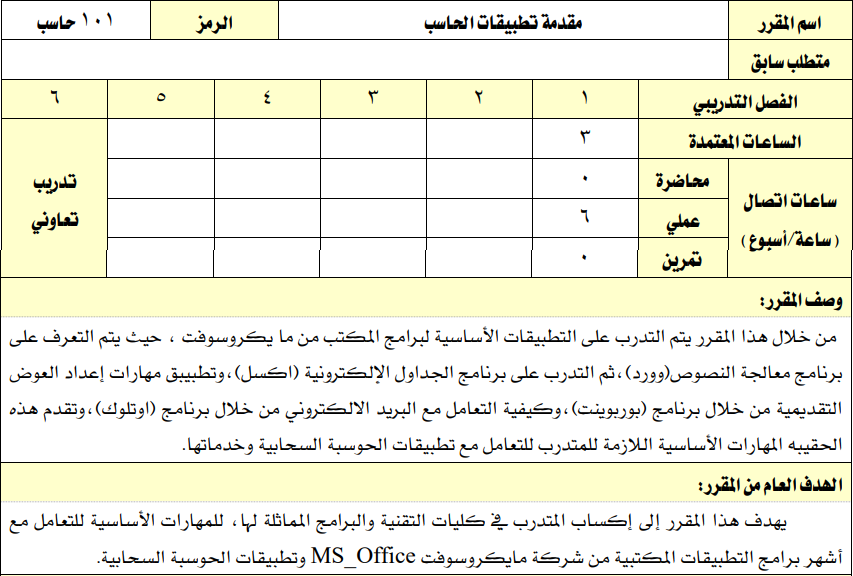 اسم المقرر مقدمة تطبيقات الحاسب الرمز ١٠١ حاسب
متطلب سابق
الفصل التدريبي ١ ٢ ٣ ٤ ٥ ٦
الساعات المعتمدة ٣
ساعات اتصال
(ساعة/أسبوع)
محاضرة ٠
عملي ٦
تمرين ٠
تدريب
تعاوني
وصف المقرر:
من خلال هذا المقرر يتم التدرب على التطبيقات الأساسية لبرامج المكتب من ما يكروسوفت ، حيث يتم التعرف على
برنامج معالجة النصوص(وورد)،ثم التدرب على برنامج الجداول الإلكترونية (اكسل)،وتطبييق مهارات إعداد العوض
التقديمية من خلال برنامج (بوربوينت)،وكيفية التعامل مع البريد الالكتروني من خلال برنامج (اوتلوك)،وتقدم هذه
الحقيبه المهارات الأساسية اللازمة للمتدرب للتعامل مع تطبيقات الحوسبة السحابية وخدماتها.
الهدف العام من المقرر:
يهدف هذا المقرر إلى إكساب المتدرب في كليات التقنية والبرامج المماثلة لها، للمهارات الأساسية للتعامل مع
أشهر برامج التطبيقات المكتبية من شركة مايكروسوفت MS_Office وتطبيقات الحوسبة السحابية.